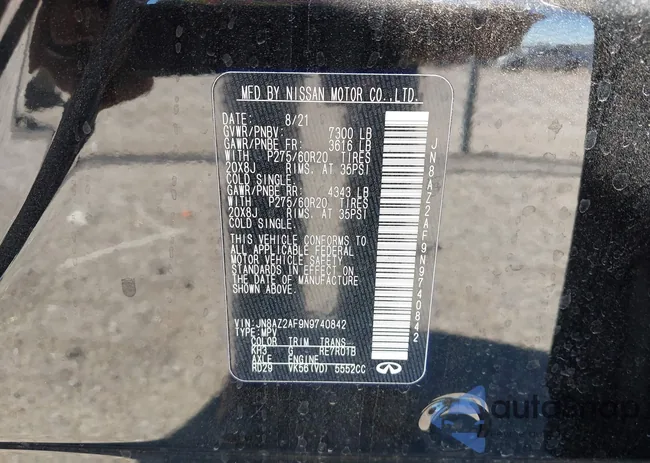 MFD BY NISSAN MOTOR CO.,LTD.
DATE: 8/21
GVWR/PNBV: 7300 LB
GAWR/PNBE FR: 3616 LB
WITH P275/60R20 TIRES
20X8J RIMS, AT 35PSI
COLD SINGLE
GAWR/PNBE RR: 4343 LB
WITH P275/60R20 TIRES
20X8J RIMS, AT 35PSI
COLD SINGLE
THIS VEHICLE CONFORMS TO
ALL APPLICABLE FEDERAL
MOTOR VEHICLE SAFETY
STANDARDS IN EFFECT ON
THE DATE OF MANUFACTURE
SHOWN ABOVE.
VIN:JN8AZ2AF9N9740842
TYPE:MPV
COLOR TRIM TRANS
KH3 G RE7R01B
AXLE ENGINE
RD29 VK56(VD) 5552CC
JN8AZ2AF9N9740842
autosnap